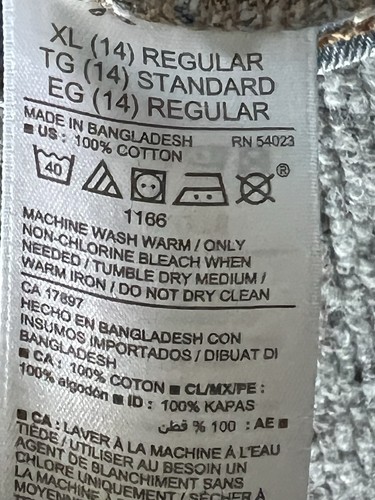 XL (14) REGULAR
TG (14) STANDARD
EG (14) REGULAR
MADE IN BANGLADESH RN 54023
■ US : 100% COTTON
40 ®
1166
MACHINE WASH WARM / ONLY
NON-CHLORINE BLEACH WHEN
NEEDED / TUMBLE DRY MEDIUM /
WARM IRON / DO NOT DRY CLEAN
CA 17897
HECHO EN BANGLADESH CON
INSUMOS IMPORTADOS / DIBUAT DI
BANGLADESH
■ CA : 100% COTON ■ CL/MX/PE :
100% algodón ■ ID : 100% KAPAS
■ AE : 100 % قطن
■ CA : LAVER À LA MACHINE À L'EAU
TIÈDE / UTILISER AU BESOIN UN
AGENT DE BLANCHIMENT SANS
CHLORE UNIQUEMENT / SÉCHER À